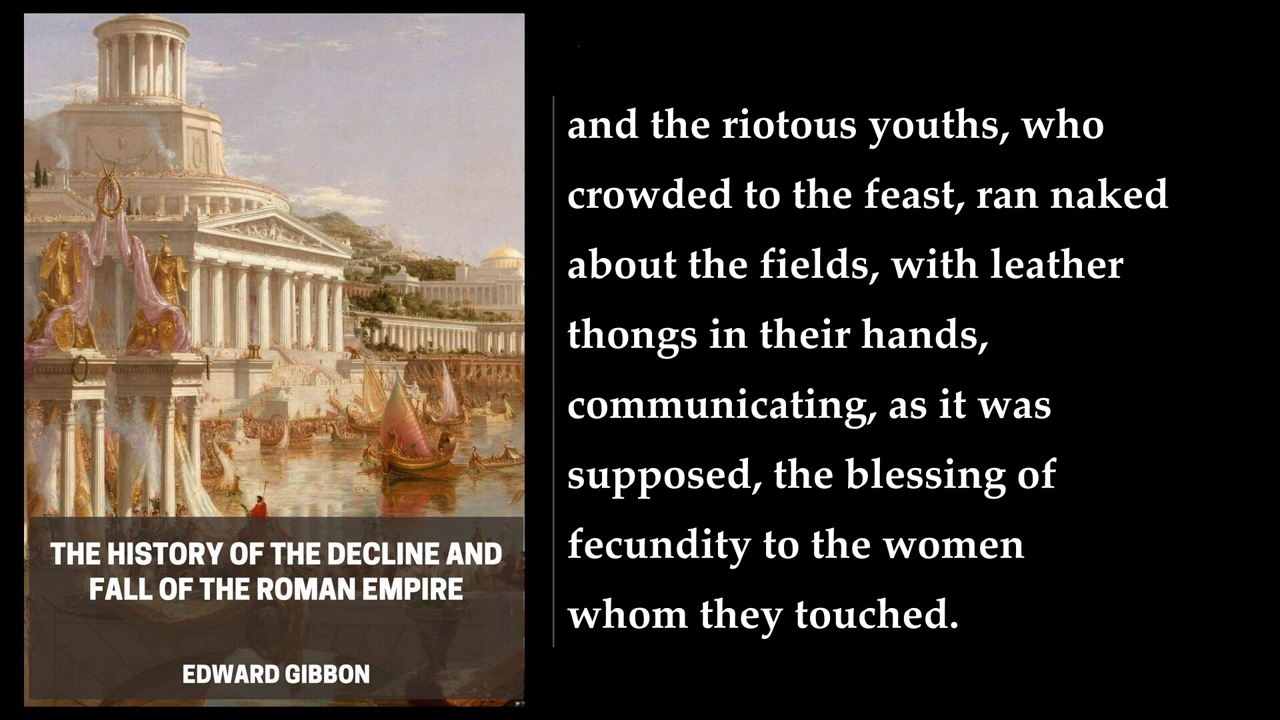 THE HISTORY OF THE DECLINE AND
FALL OF THE ROMAN EMPIRE
EDWARD GIBBON
and the riotous youths, who
crowded to the feast, ran naked
about the fields, with leather
thongs in their hands,
communicating, as it was
supposed, the blessing of
fecundity to the women
whom they touched.